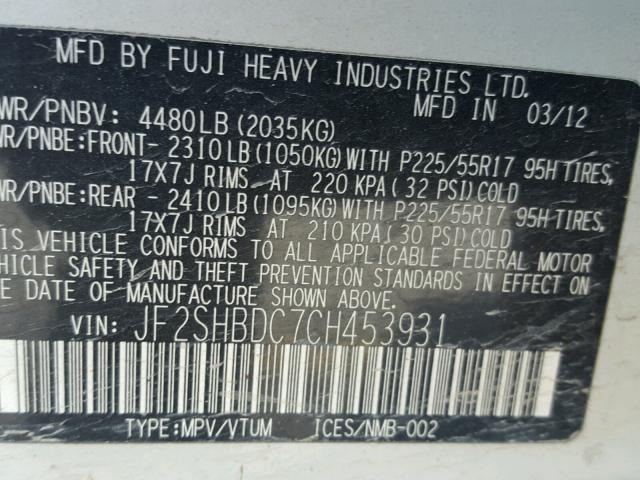 MFD BY FUJI HEAVY INDUSTRIES LTD.
MFD IN 03/12
WR/PNBV: 4480LB (2035KG)
WR/PNBE:FRONT- 2310 LB (1050KG) WITH P225/55R17 95H TIRES,
17X7J RIMS AT 220 KPA ( 32 PSI) COLD
WR/PNBE:REAR - 2410 LB (1095KG) WITH P225/55R17 95H TIRES,
17X7J RIMS AT 210 KPA (30 PSI) COLD
IS VEHICLE CONFORMS TO ALL APPLICABLE FEDERAL MOTOR
HICLE SAFETY AND THEFT PREVENTION STANDARDS IN EFFECT ON
E DATE OF MANUFACTURE SHOWN ABOVE.
VIN: JF2SHBDC7CH453931
TYPE:MPV/VTUM ICES/NMB-002